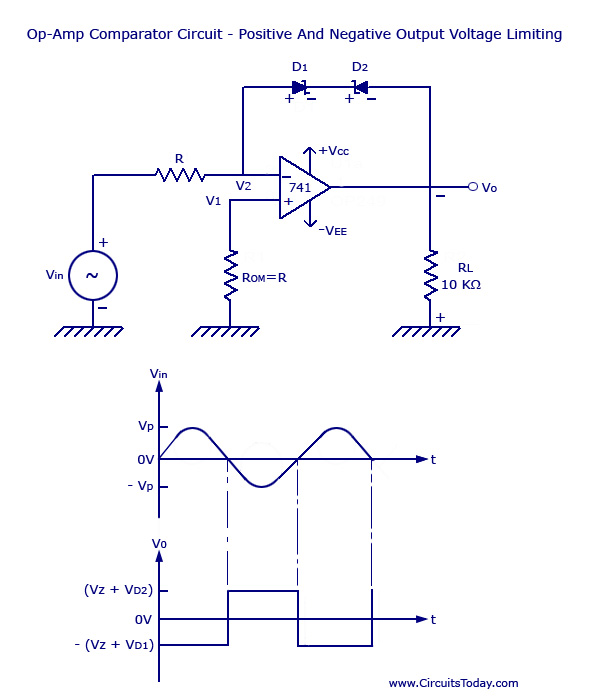 Op-Amp Comparator Circuit - Positive And Negative Output Voltage Limiting
D1 D2
+ - + -
+Vcc
R
V2 - 741
V1 +
Vo
-
-VEE
+
Vin ~
ROM=R
RL
10 KΩ
-
+
Vin
Vp
0V t
- Vp
Vo
(Vz + VD2)
0V t
- (Vz + VD1)
www.CircuitsToday.com